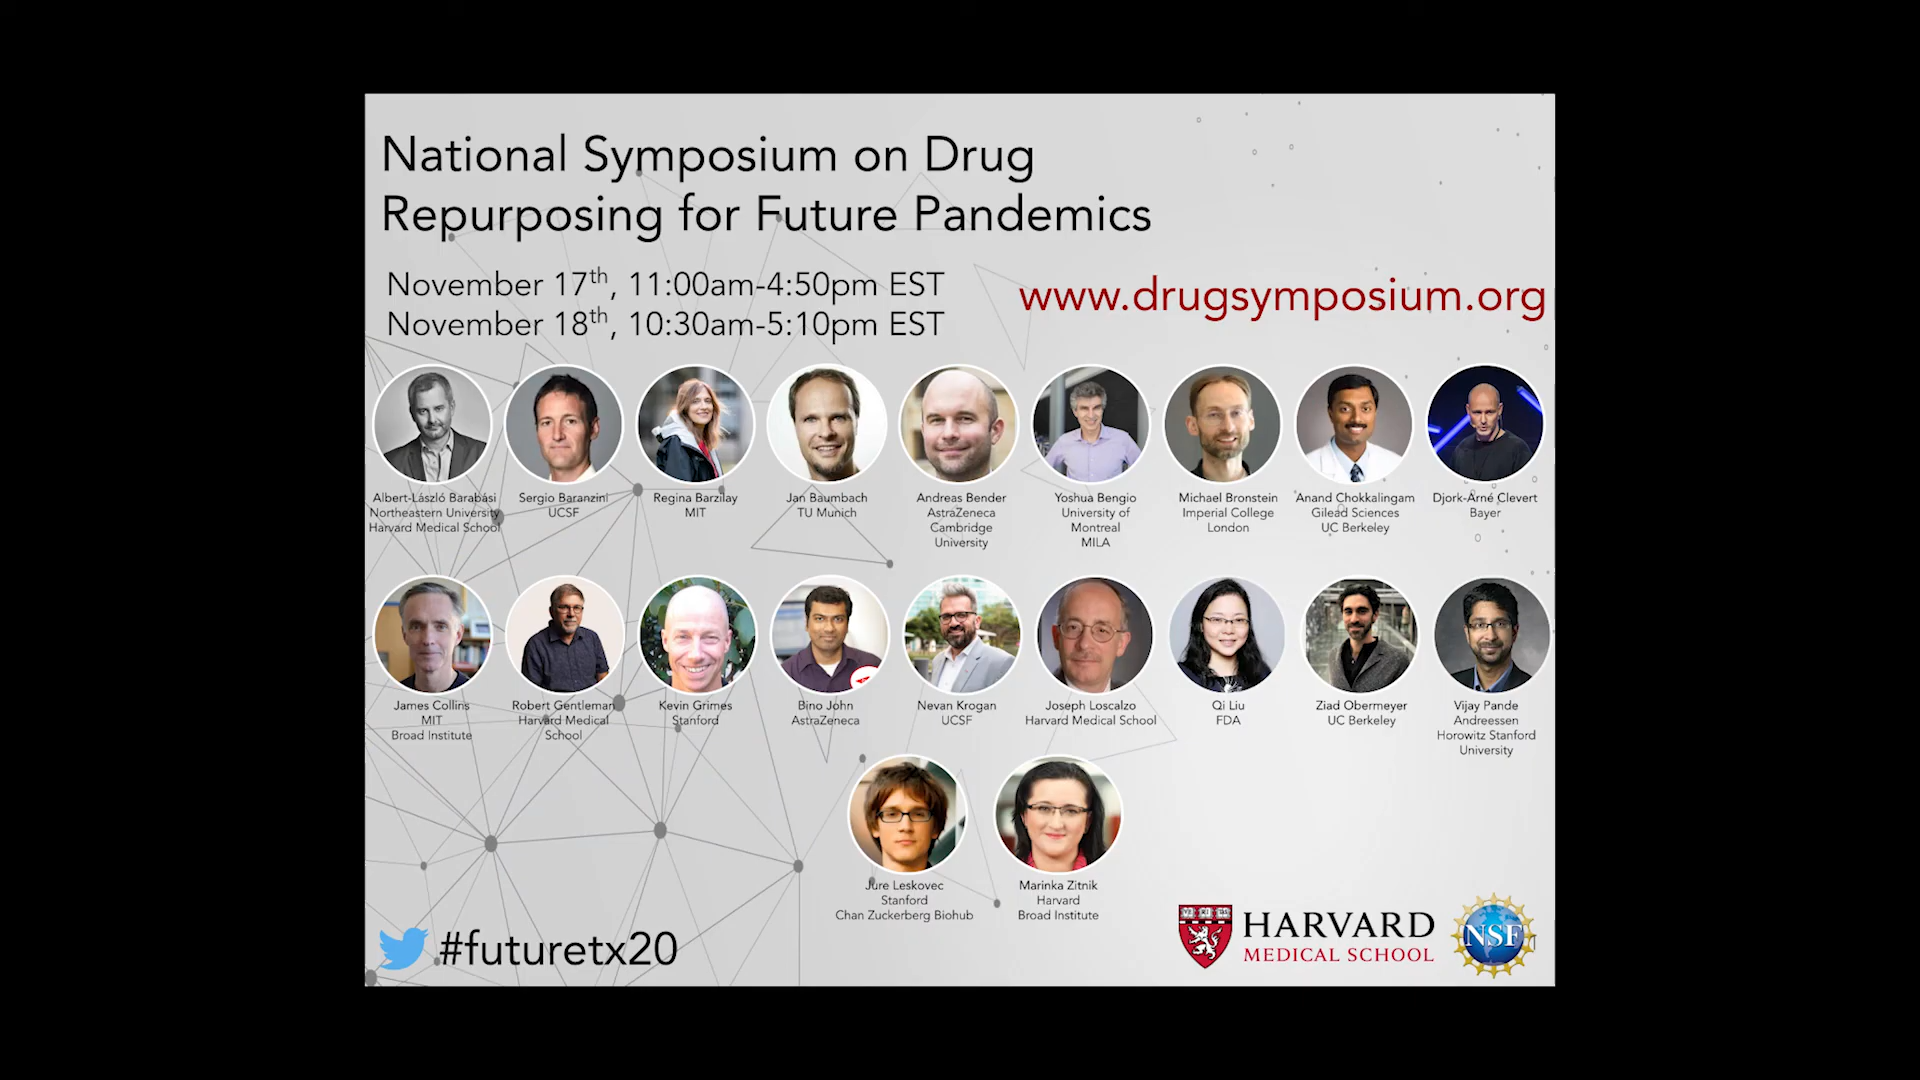 National Symposium on Drug
Repurposing for Future Pandemics
November 17th, 11:00am-4:50pm EST
November 18th, 10:30am-5:10pm EST
www.drugsymposium.org
Albert-László Barabási
Northeastern University
Harvard Medical School
Sergio Baranzini
UCSF
Regina Barzilay
MIT
Jan Baumbach
TU Munich
Andreas Bender
AstraZeneca
Cambridge
University
Yoshua Bengio
University of
Montreal
MILA
Michael Bronstein
Imperial College
London
Anand Chokkalingam
Gilead Sciences
UC Berkeley
Djork-Arné Clevert
Bayer
James Collins
MIT
Broad Institute
Robert Gentleman
Harvard Medical
School
Kevin Grimes
Stanford
Bino John
AstraZeneca
Nevan Krogan
UCSF
Joseph Loscalzo
Harvard Medical School
Qi Liu
FDA
Ziad Obermeyer
UC Berkeley
Vijay Pande
Andreessen
Horowitz Stanford
University
Jure Leskovec
Stanford
Chan Zuckerberg Biohub
Marinka Zitnik
Harvard
Broad Institute
#futuretx20
HARVARD
MEDICAL SCHOOL
NSF